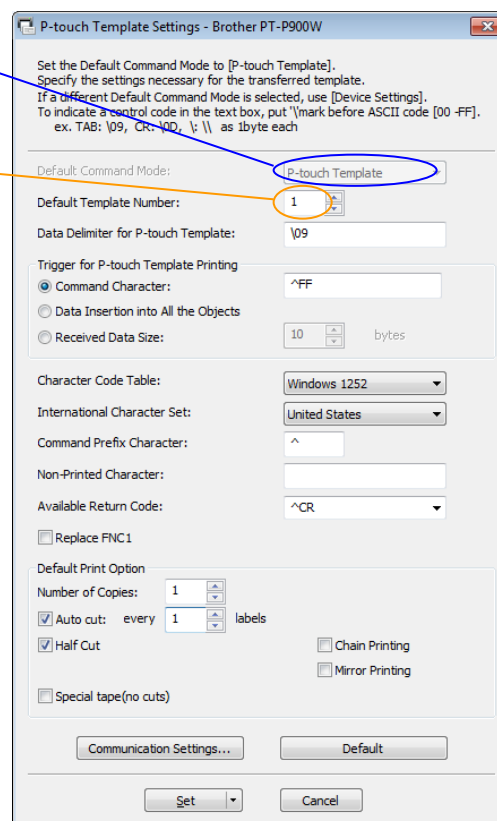 P-touch Template Settings - Brother PT-P900W
Set the Default Command Mode to [P-touch Template].
Specify the settings necessary for the transferred template.
If a different Default Command Mode is selected, use [Device Settings].
To indicate a control code in the text box, put '\'mark before ASCII code [00 -FF].
ex. TAB: \09, CR: \0D, \: \\ as 1byte each
Default Command Mode: P-touch Template
Default Template Number: 1
Data Delimiter for P-touch Template: \09
Trigger for P-touch Template Printing
Command Character: ^FF
Data Insertion into All the Objects
Received Data Size: 10 bytes
Character Code Table: Windows 1252
International Character Set: United States
Command Prefix Character: ^
Non-Printed Character:
Available Return Code: ^CR
Replace FNC1
Default Print Option
Number of Copies: 1
Auto cut: every 1 labels
Half Cut Chain Printing
Mirror Printing
Special tape(no cuts)
Communication Settings... Default
Set Cancel